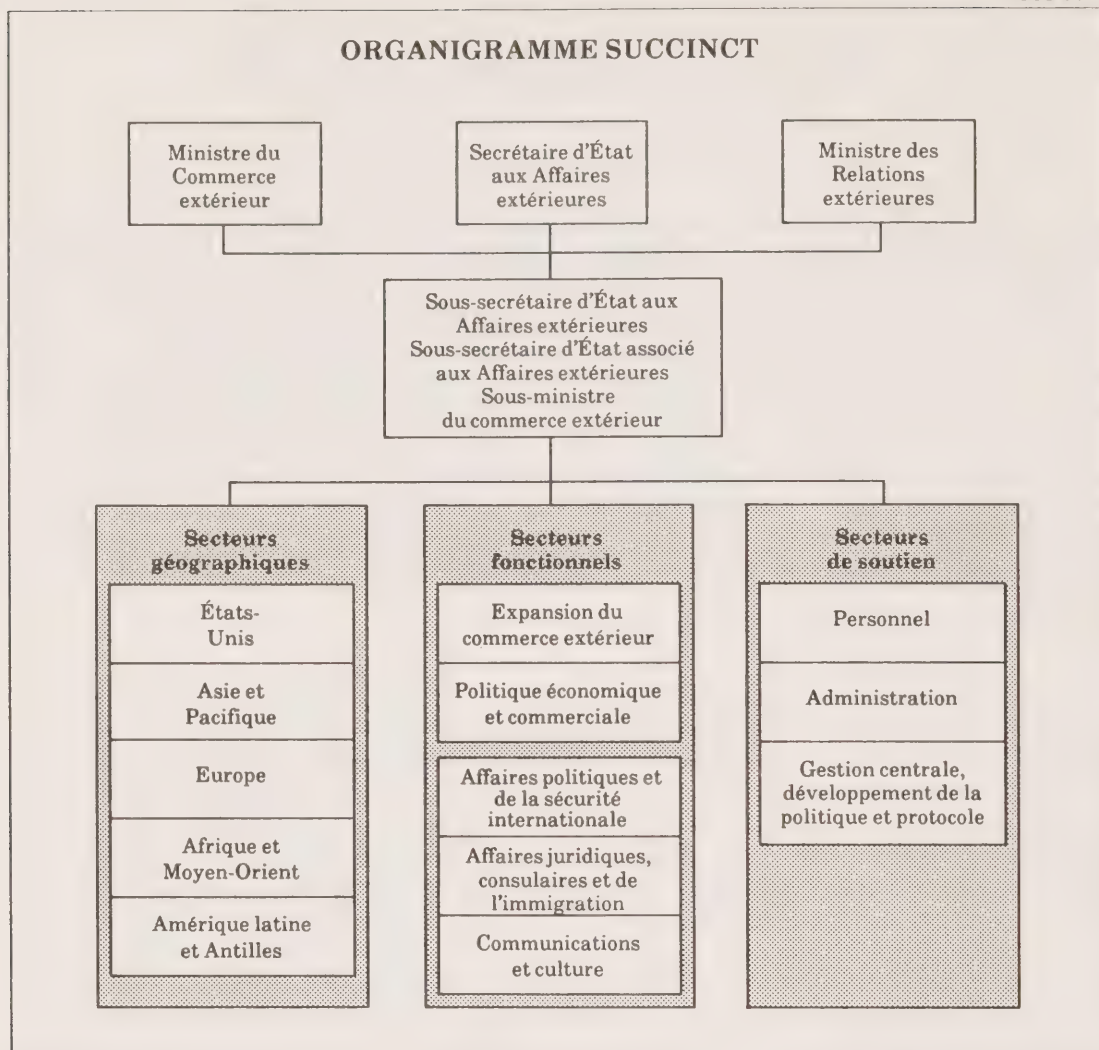 ORGANIGRAMME SUCCINCT
Ministre du
Commerce
extérieur
Secrétaire d'État
aux Affaires
extérieures
Ministre des
Relations
extérieures
Sous-secrétaire d'État aux
Affaires extérieures
Sous-secrétaire d'État associé
aux Affaires extérieures
Sous-ministre
du commerce extérieur
Secteurs
géographiques
États-
Unis
Asie et
Pacifique
Europe
Afrique et
Moyen-Orient
Amérique latine
et Antilles
Secteurs
fonctionnels
Expansion du
commerce extérieur
Politique économique
et commerciale
Affaires politiques et
de la sécurité
internationale
Affaires juridiques,
consulaires et de
l'immigration
Communications
et culture
Secteurs
de soutien
Personnel
Administration
Gestion centrale,
développement de la
politique et protocole